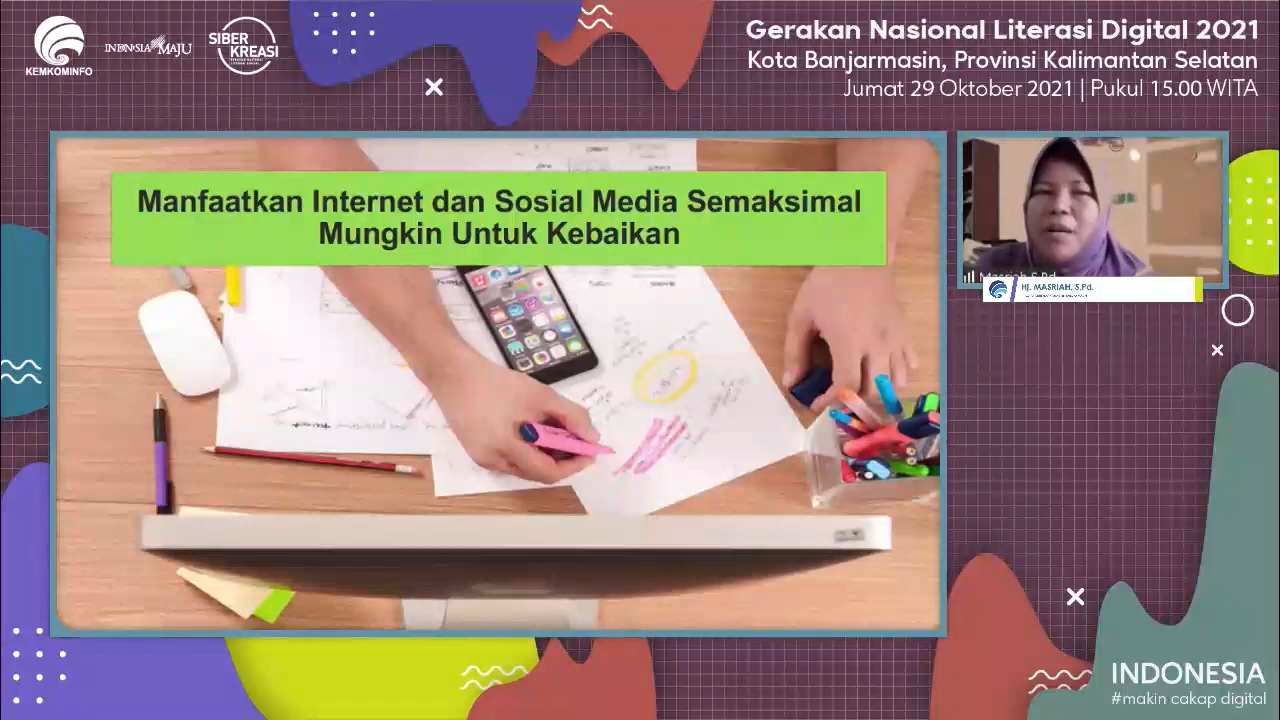 KEMKOMINFO
INDONESIA MAJU
SIBER
KREASI
Gerakan Nasional Literasi Digital 2021
Kota Banjarmasin, Provinsi Kalimantan Selatan
Jumat 29 Oktober 2021 | Pukul 15.00 WITA
Manfaatkan Internet dan Sosial Media Semaksimal
Mungkin Untuk Kebaikan
Masriah S.Pd
HJ. MASRIAH, S.Pd.
INDONESIA
#makin cakap digital